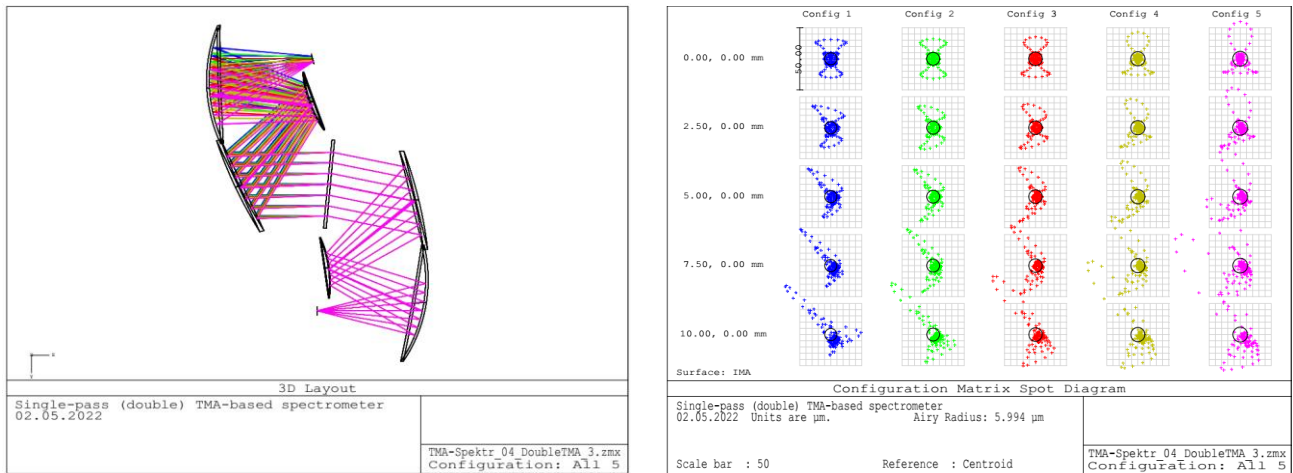 3D Layout
Single-pass (double) TMA-based spectrometer
02.05.2022
TMA-Spektr_04_DoubleTMA_3.zmx
Configuration: All 5
Config 1 Config 2 Config 3 Config 4 Config 5
50.00
0.00, 0.00 mm
2.50, 0.00 mm
5.00, 0.00 mm
7.50, 0.00 mm
10.00, 0.00 mm
Surface: IMA
Configuration Matrix Spot Diagram
Single-pass (double) TMA-based spectrometer
02.05.2022 Units are µm. Airy Radius: 5.994 µm
Scale bar : 50 Reference : Centroid
TMA-Spektr_04_DoubleTMA_3.zmx
Configuration: All 5